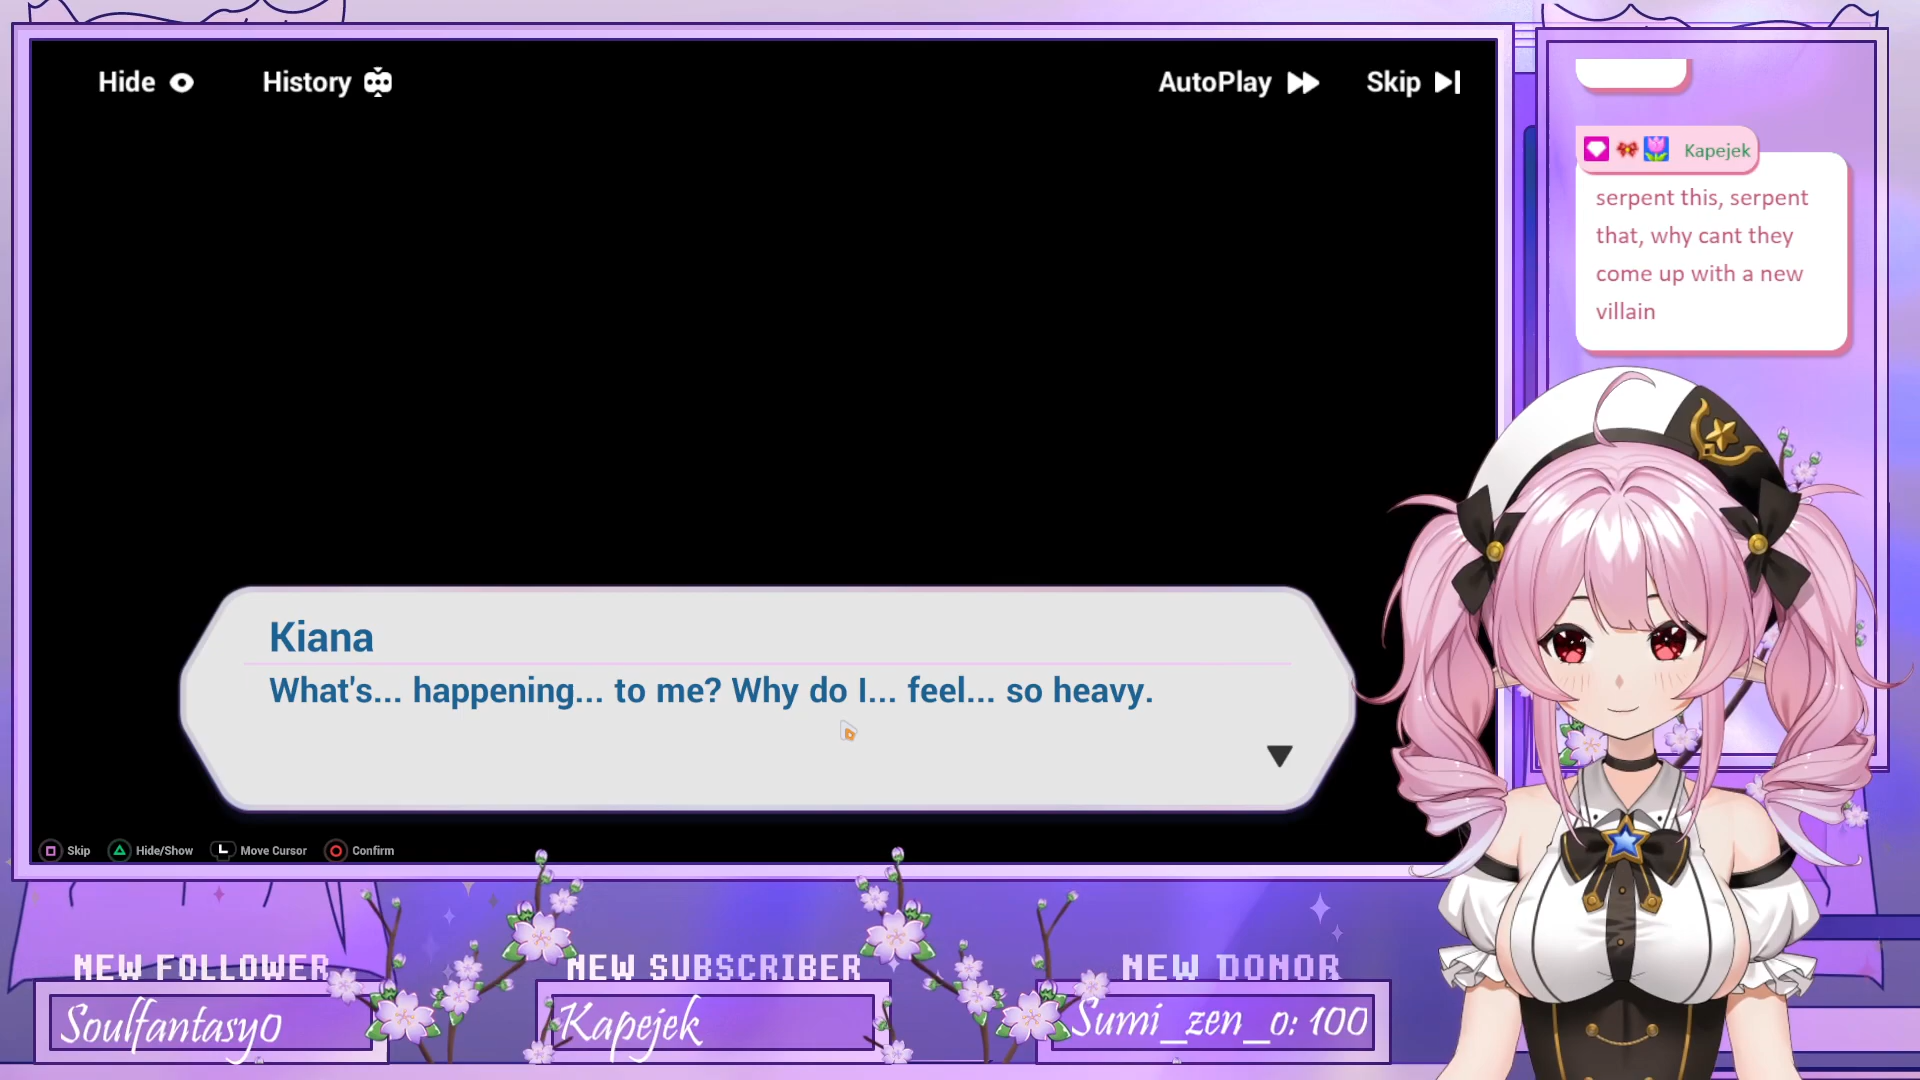 Hide
History
AutoPlay
Skip
Kapejek
serpent this, serpent
that, why cant they
come up with a new
villain
Kiana
What's... happening... to me? Why do I... feel... so heavy.
Skip
Hide/Show
L
Move Cursor
Confirm
NEW FOLLOWER
NEW SUBSCRIBER
NEW DONOR
Soulfantasy0
Kapejek
Sumi_zen_o: 100